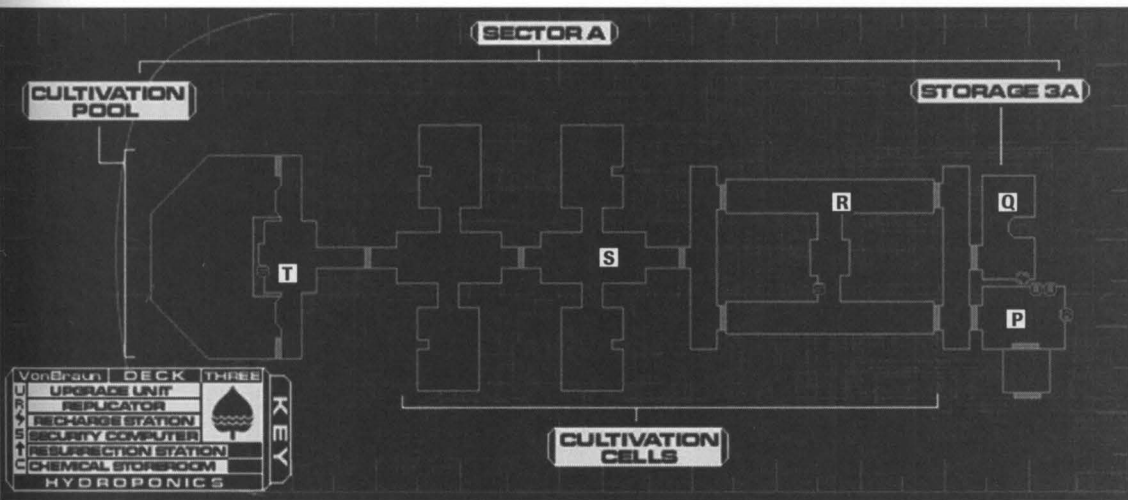 SECTOR A
CULTIVATION
POOL
STORAGE 3A
R
Q
S
T
P
CULTIVATION
CELLS
VonBraun DECK THREE
U UPGRADE UNIT
R REPLICATOR
RECHARGE STATION
S SECURITY COMPUTER
RESURRECTION STATION
C CHEMICAL STOREROOM
HYDROPONICS
KEY